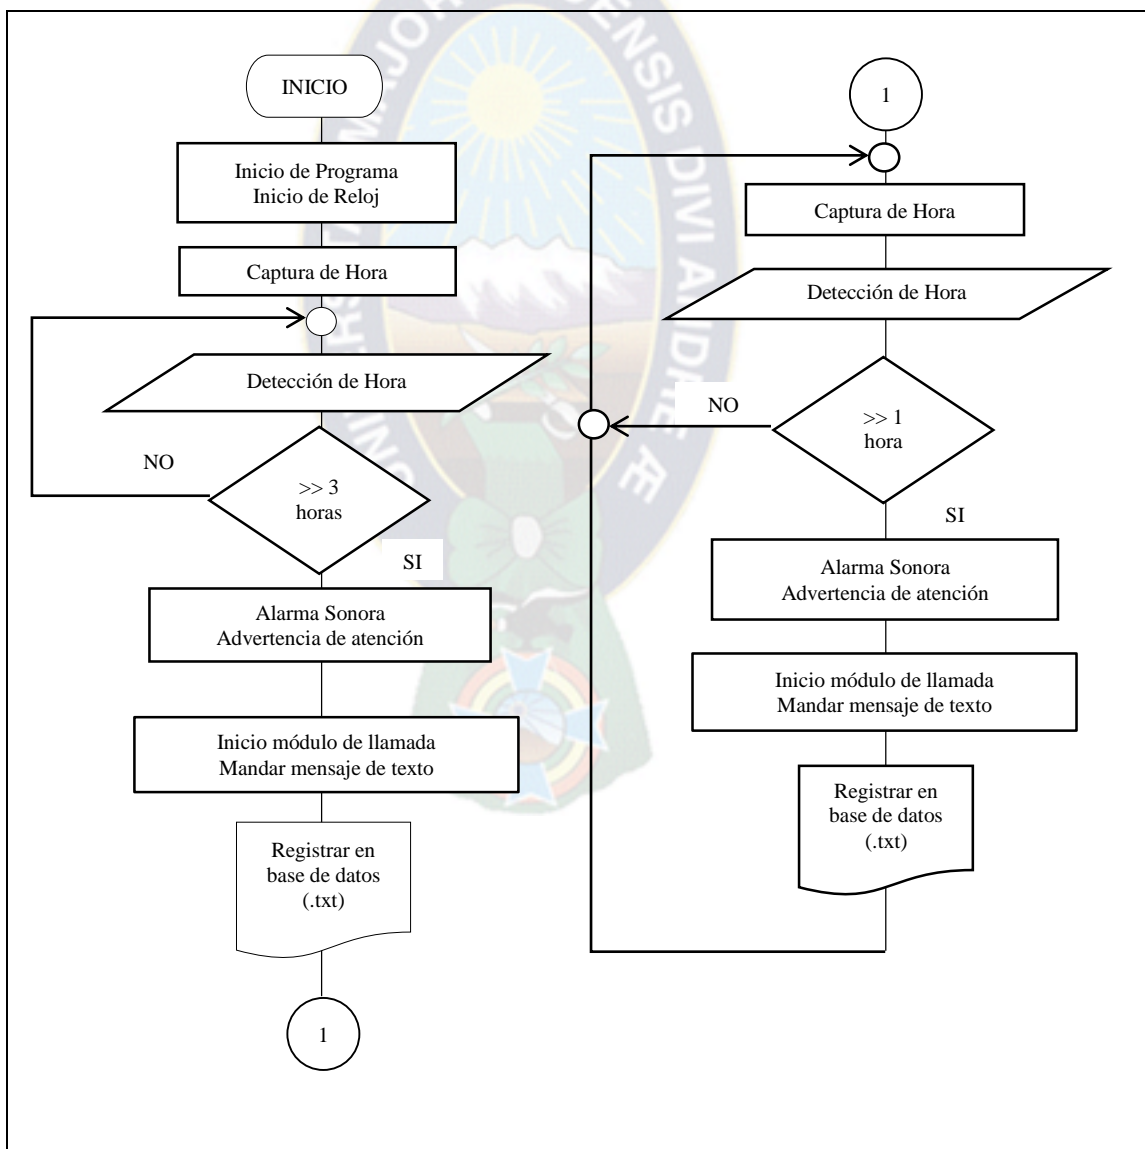 INICIO
Inicio de Programa
Inicio de Reloj
Captura de Hora
Detección de Hora
NO
>> 3
horas
SI
Alarma Sonora
Advertencia de atención
Inicio módulo de llamada
Mandar mensaje de texto
Registrar en
base de datos
(.txt)
1
1
Captura de Hora
Detección de Hora
NO
>> 1
hora
SI
Alarma Sonora
Advertencia de atención
Inicio módulo de llamada
Mandar mensaje de texto
Registrar en
base de datos
(.txt)
ENSIS DIVI ANDRE Æ